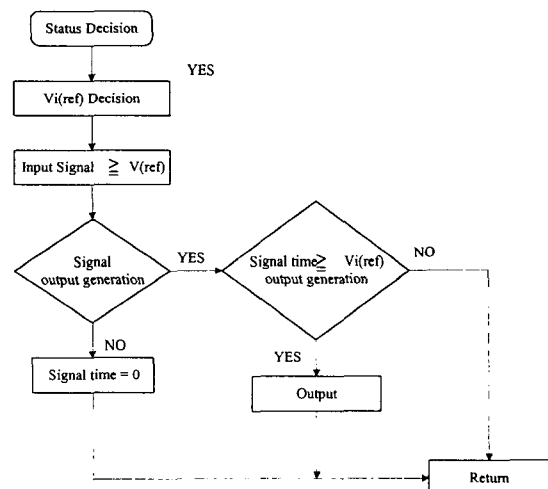 Status Decision
YES
Vi(ref) Decision
Input Signal ≧ V(ref)
Signal
output generation
YES
Signal time≧ Vi(ref)
output generation
NO
NO
Signal time = 0
YES
Output
Return